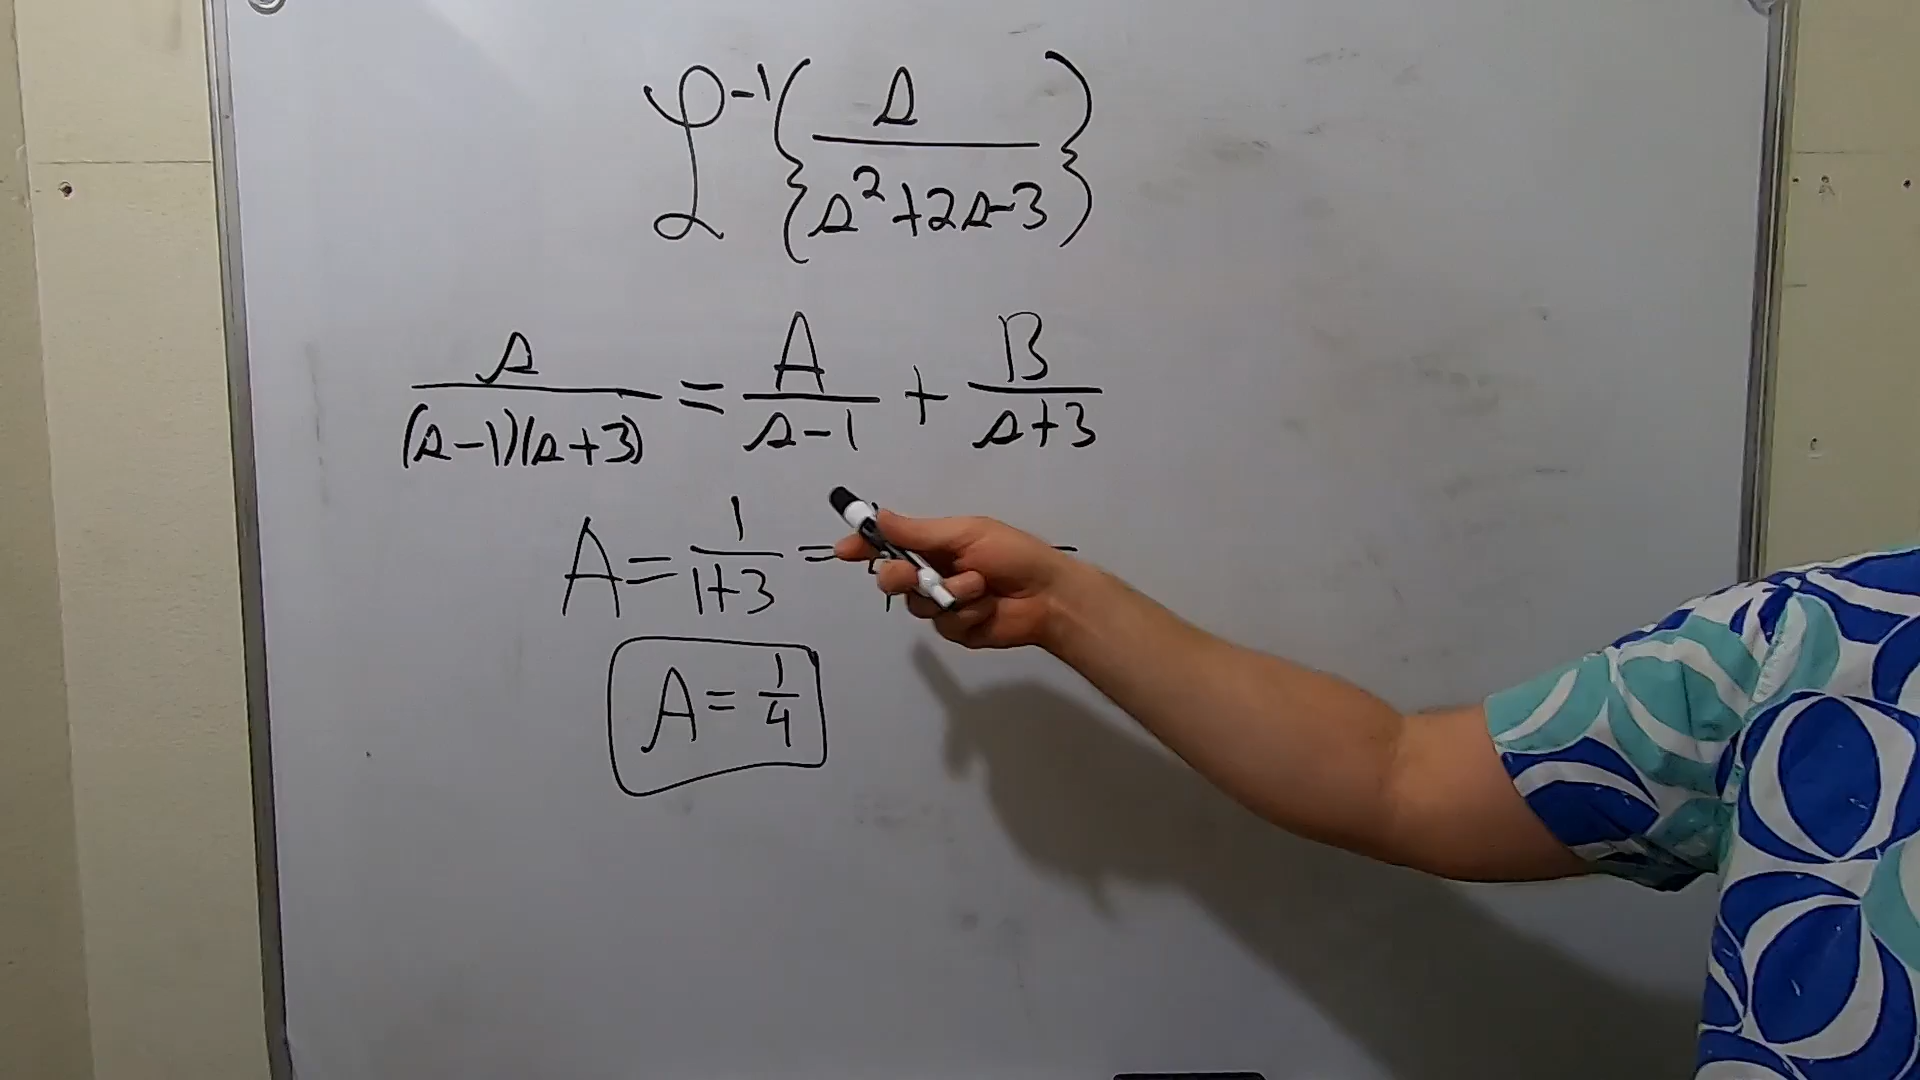 ℒ⁻¹{s/(s²+2s-3)}
s/((s-1)(s+3)) = A/(s-1) + B/(s+3)
A = 1/(1+3) =
A = 1/4